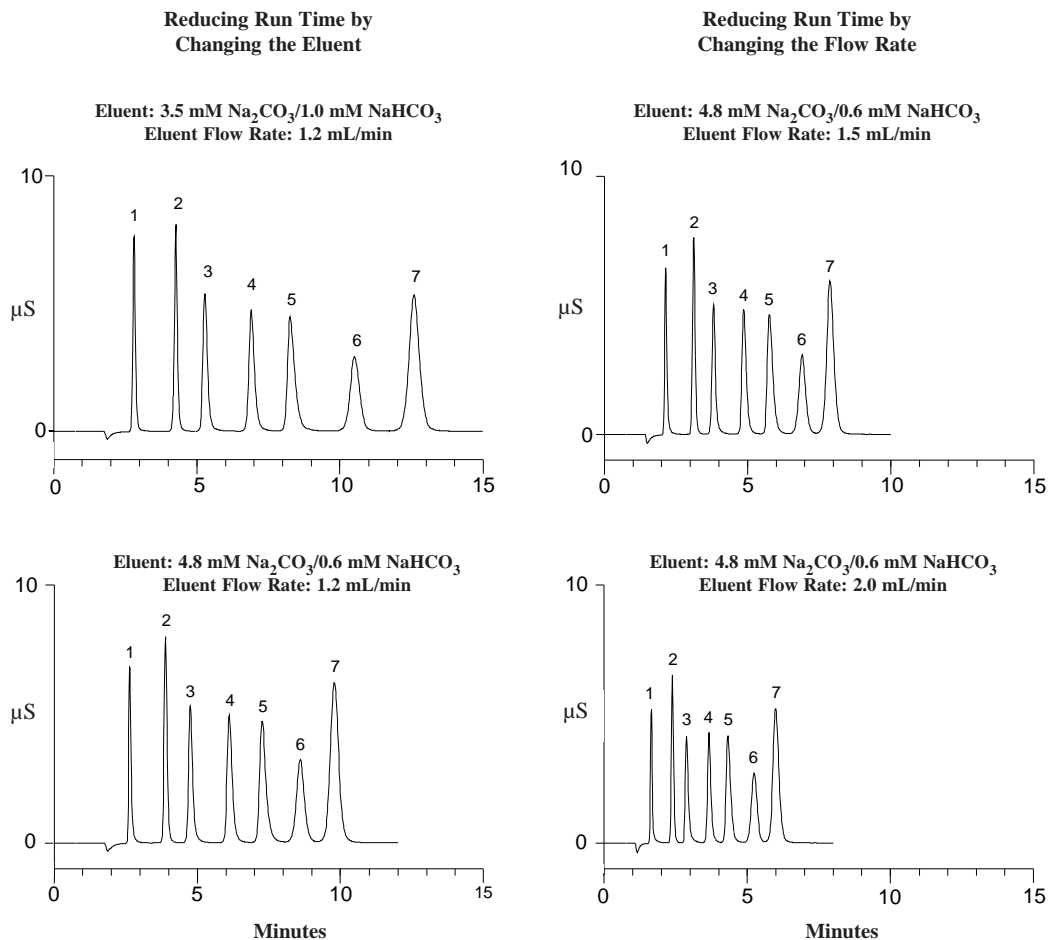 Reducing Run Time by
Changing the Eluent
Eluent: 3.5 mM Na₂CO₃/1.0 mM NaHCO₃
Eluent Flow Rate: 1.2 mL/min
10
µS
0
1
2
3
4
5
6
7
0 5 10 15
Eluent: 4.8 mM Na₂CO₃/0.6 mM NaHCO₃
Eluent Flow Rate: 1.2 mL/min
10
µS
0
1
2
3
4
5
6
7
0 5 10 15
Minutes
Reducing Run Time by
Changing the Flow Rate
Eluent: 4.8 mM Na₂CO₃/0.6 mM NaHCO₃
Eluent Flow Rate: 1.5 mL/min
10
µS
0
1
2
3
4
5
6
7
0 5 10 15
Eluent: 4.8 mM Na₂CO₃/0.6 mM NaHCO₃
Eluent Flow Rate: 2.0 mL/min
10
µS
0
1
2
3
4
5
6
7
0 5 10 15
Minutes